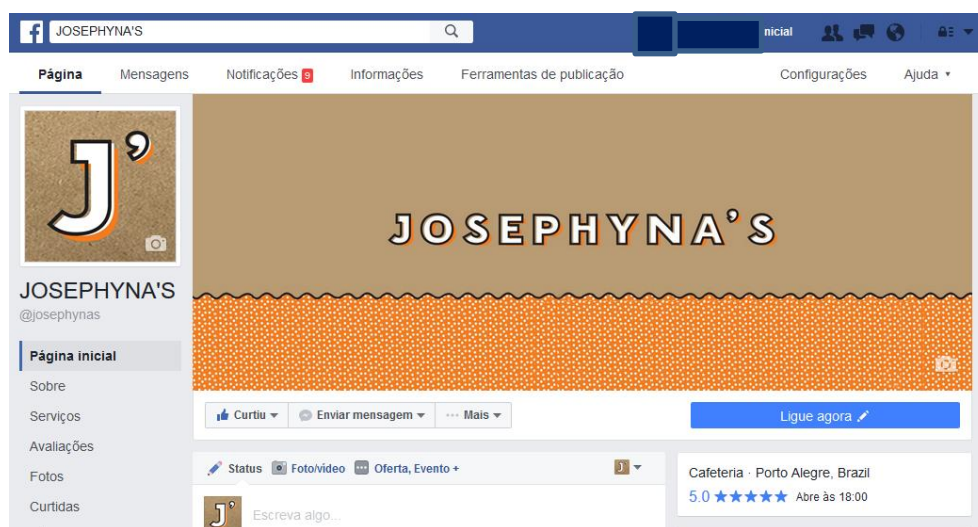 JOSEPHYNA'S
nicial
Página Mensagens Notificações 9 Informações Ferramentas de publicação Configurações Ajuda
J'
JOSEPHYNA'S
JOSEPHYNA'S
@josephynas
Página inicial
Sobre
Serviços
Avaliações
Fotos
Curtidas
Curtiu Enviar mensagem ... Mais Ligue agora
Status Foto/vídeo Oferta, Evento +
J'
J'
Escreva algo...
Cafeteria · Porto Alegre, Brazil
5.0 ★★★★★ Abre às 18:00